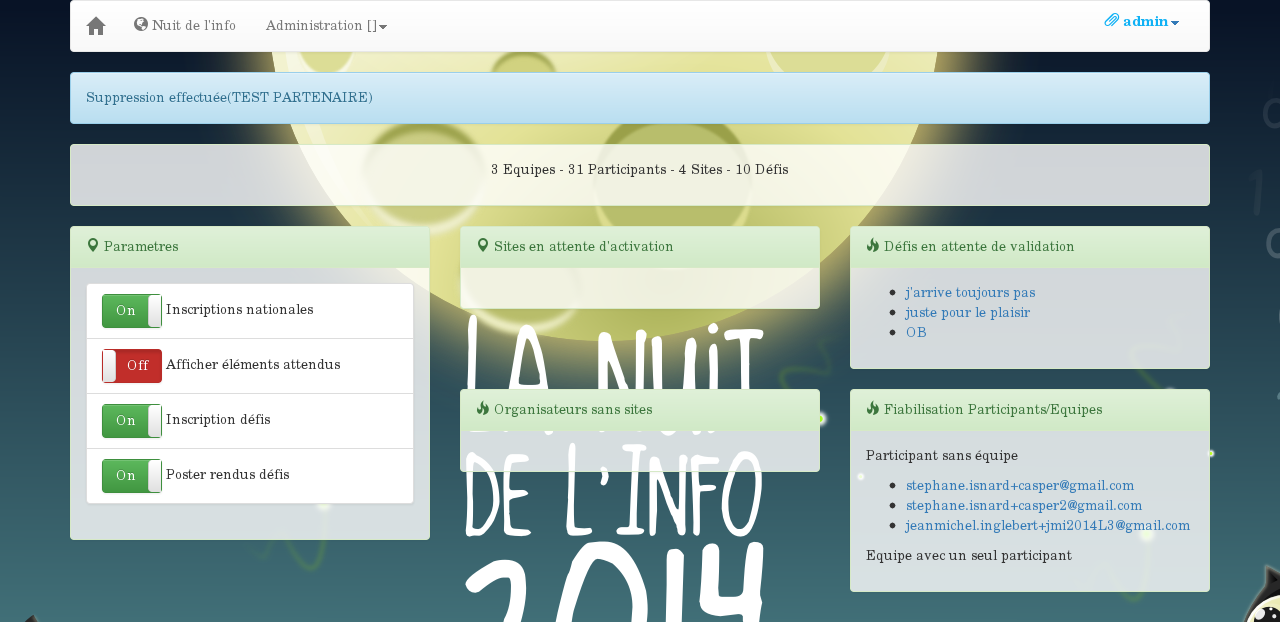 Nuit de l'info
Administration []
admin
Suppression effectuée(TEST PARTENAIRE)
3 Equipes - 31 Participants - 4 Sites - 10 Défis
Parametres
On Inscriptions nationales
Off Afficher éléments attendus
On Inscription défis
On Poster rendus défis
Sites en attente d'activation
LA NUIT
Organisateurs sans sites
DE L'INFO
2014
Défis en attente de validation
j'arrive toujours pas
juste pour le plaisir
OB
Fiabilisation Participants/Equipes
Participant sans équipe
stephane.isnard+casper@gmail.com
stephane.isnard+casper2@gmail.com
jeanmichel.inglebert+jmi2014L3@gmail.com
Equipe avec un seul participant